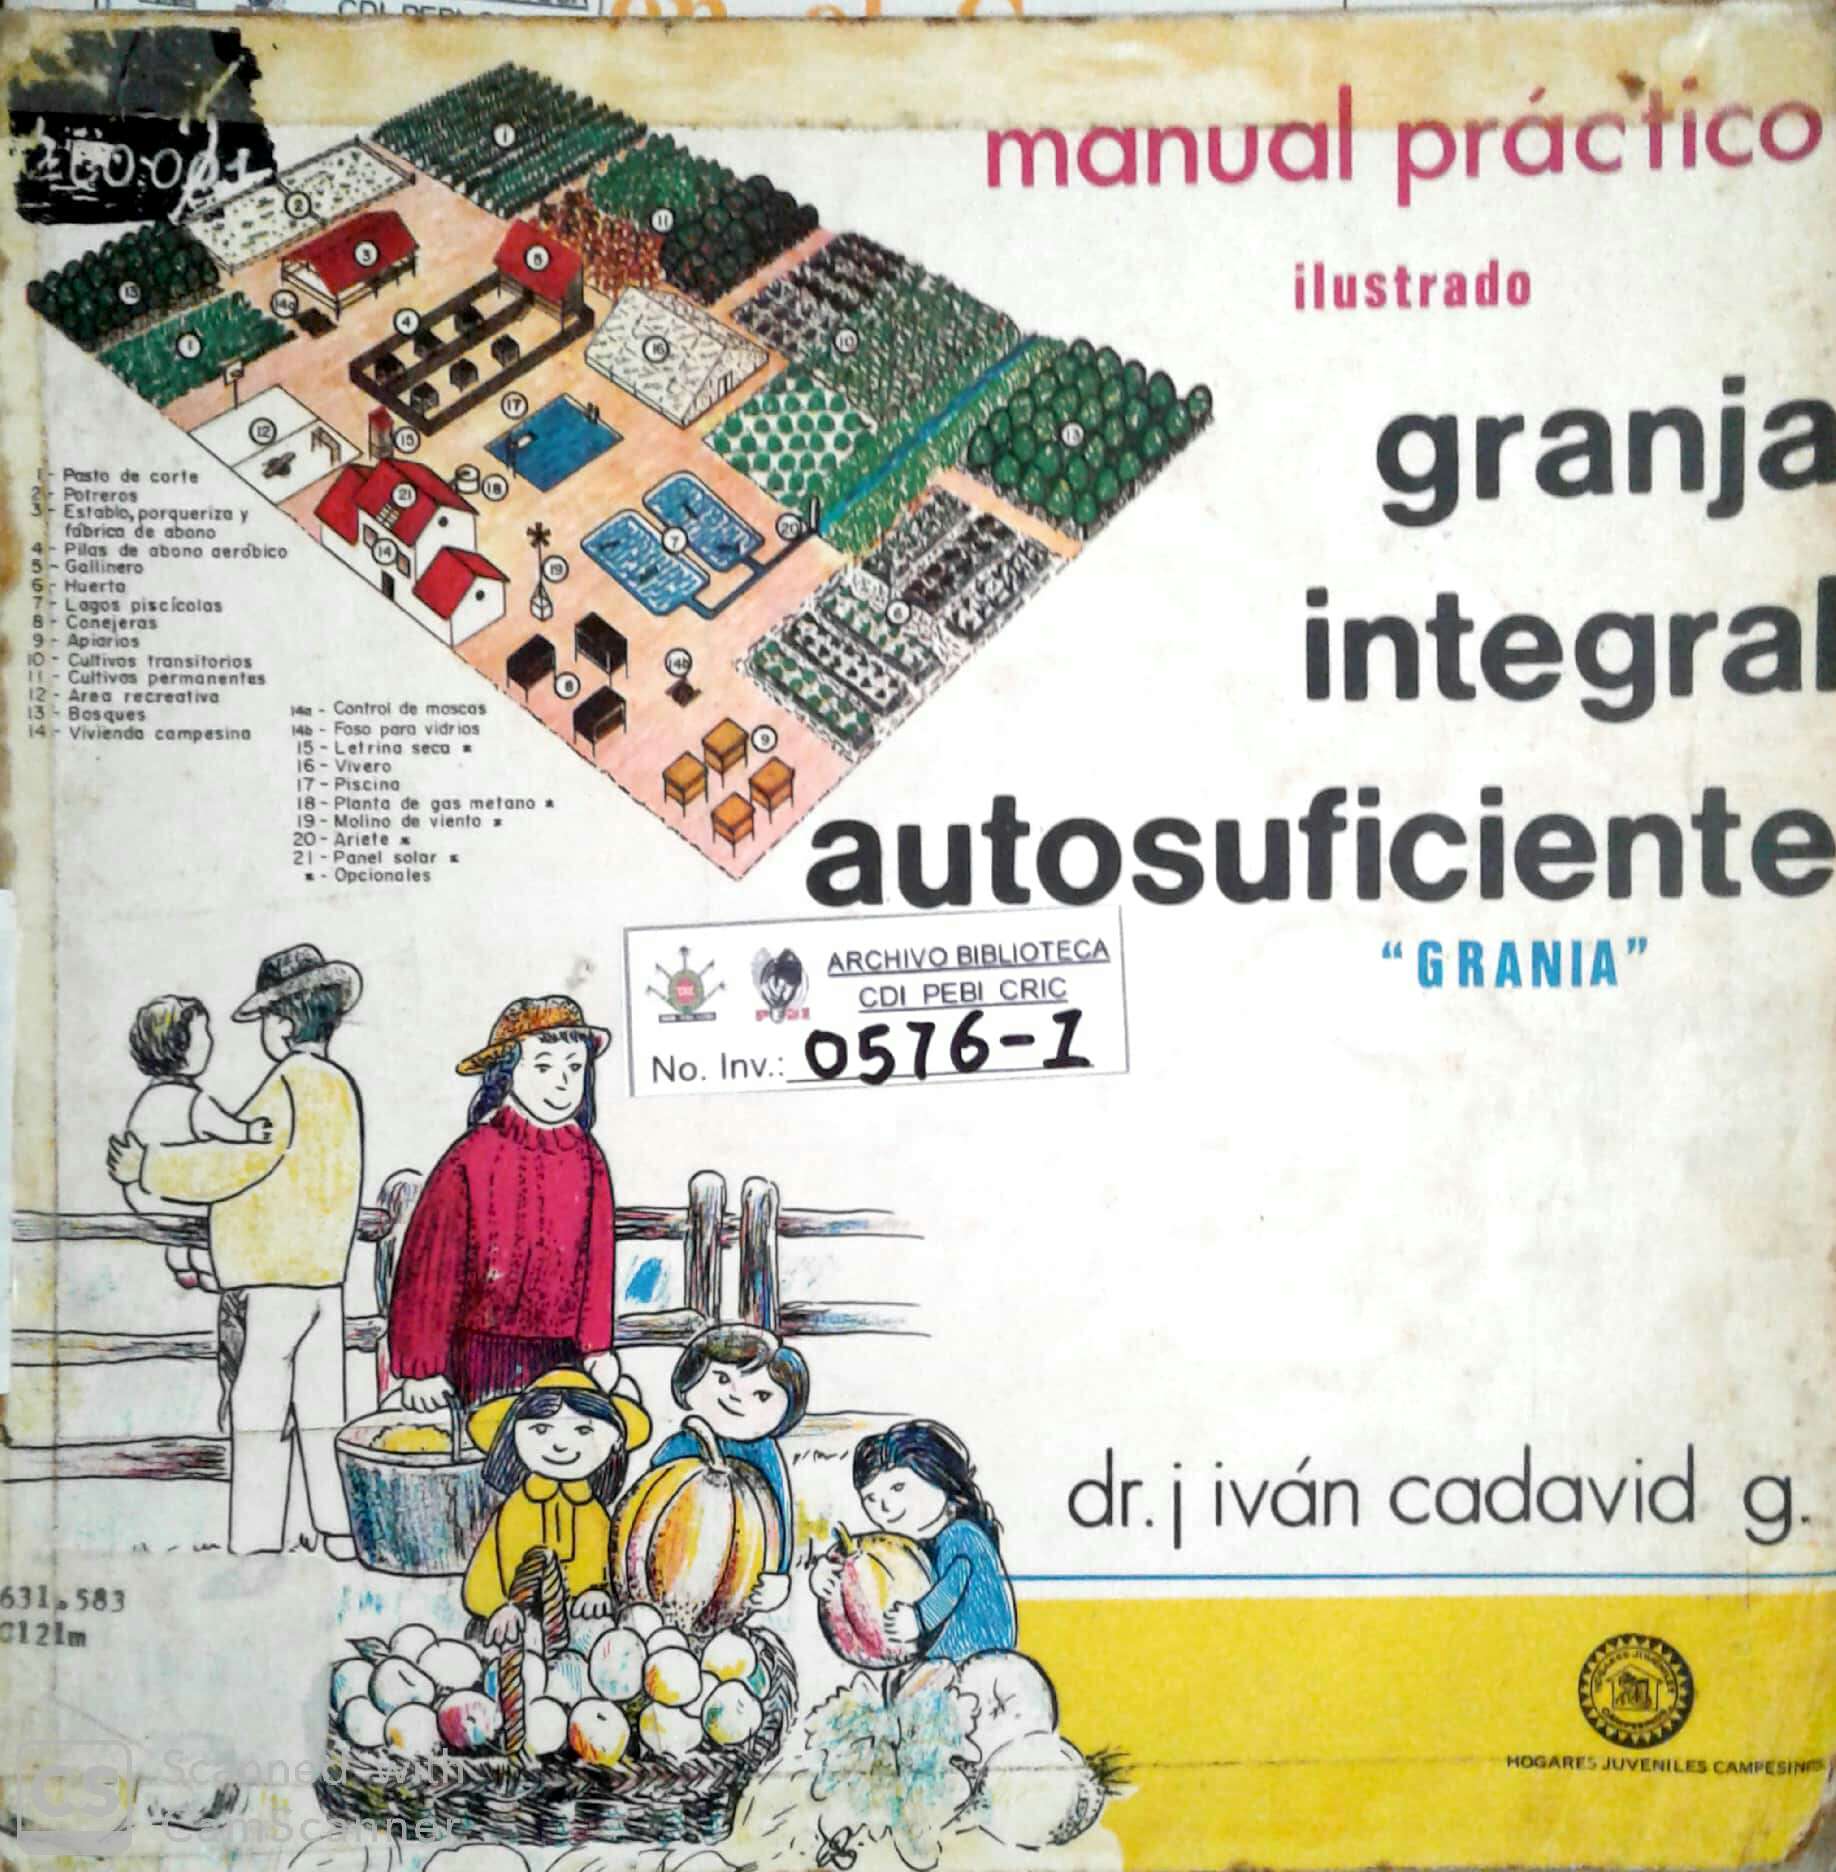 manual práctico
ilustrado
granja
integral
autosuficiente
“GRANIA”
1 - Pasto de corte
2 - Potreros
3 - Establo, porqueriza y
fábrica de abono
4 - Pilas de abono aeróbico
5 - Gallinero
6 - Huerta
7 - Lagos piscícolas
8 - Conejeras
9 - Apiarios
10 - Cultivos transitorios
11 - Cultivos permanentes
12 - Area recreativa
13 - Bosques
14 - Vivienda campesina
14a - Control de moscas
14b - Foso para vidrios
15 - Letrina seca *
16 - Vivero
17 - Piscina
18 - Planta de gas metano *
19 - Molino de viento *
20 - Ariete *
21 - Panel solar *
* - Opcionales
ARCHIVO BIBLIOTECA
CDI PEBI CRIC
No. Inv.: 0576-1
dr. j iván cadavid g.
631.583
C121m
HOGARES JUVENILES CAMPESINOS
CS Scanned with
CamScanner